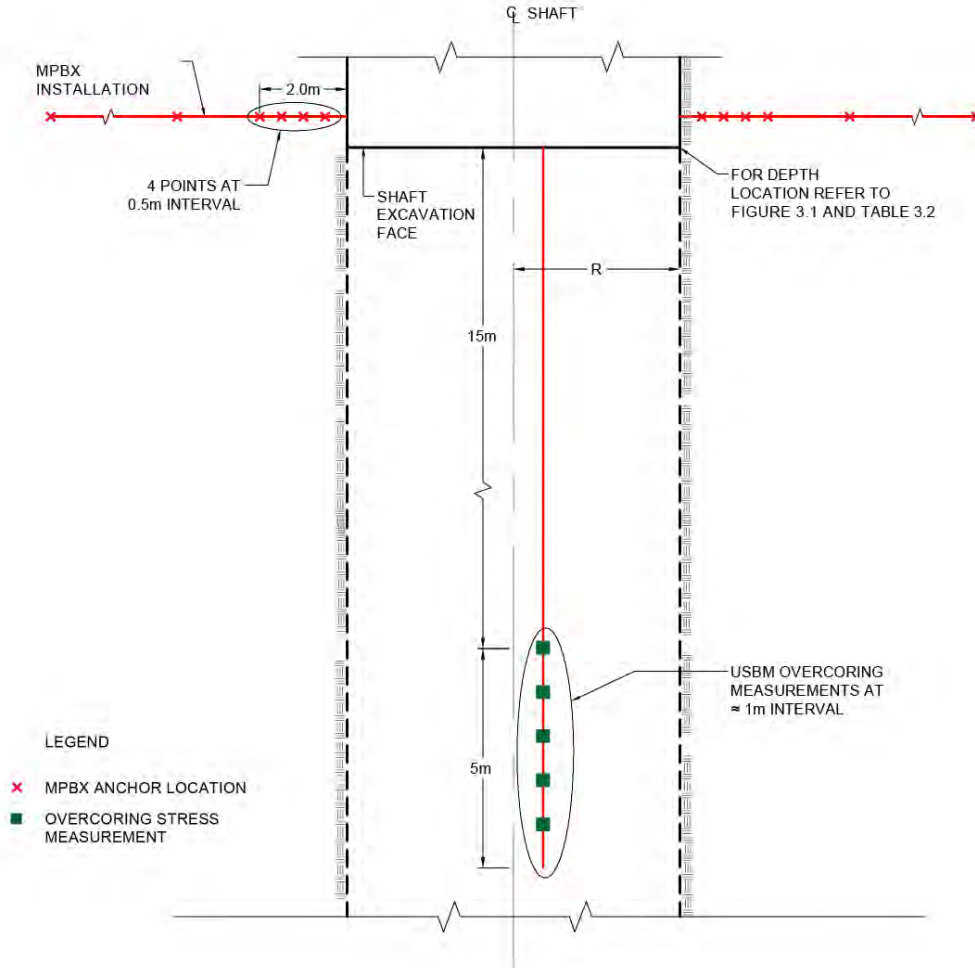 ℄ SHAFT
MPBX
INSTALLATION
2.0m
4 POINTS AT
0.5m INTERVAL
SHAFT
EXCAVATION
FACE
FOR DEPTH
LOCATION REFER TO
FIGURE 3.1 AND TABLE 3.2
R
15m
USBM OVERCORING
MEASUREMENTS AT
≈ 1m INTERVAL
5m
LEGEND
MPBX ANCHOR LOCATION
OVERCORING STRESS
MEASUREMENT